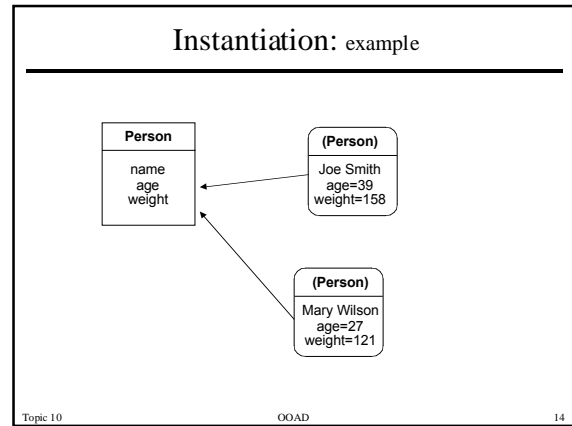 Instantiation: example
Person
name
age
weight
(Person)
Joe Smith
age=39
weight=158
(Person)
Mary Wilson
age=27
weight=121
Topic 10 OOAD 14